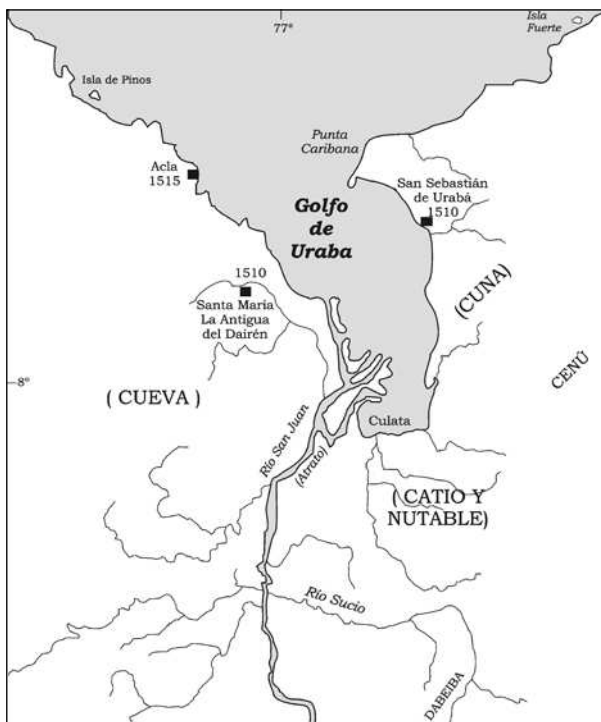 77°
Isla
Fuerte
Isla de Pinos
Punta
Caribana
Acla
1515
San Sebastián
de Urabá
1510
Golfo
de
Uraba
1510
Santa María
La Antigua
del Dairén
(CUNA)
CENÚ
8°
( CUEVA )
Culata
Río San Juan
(Atrato)
( CATIO Y
NUTABLE)
Río Sucio
DABEIBA